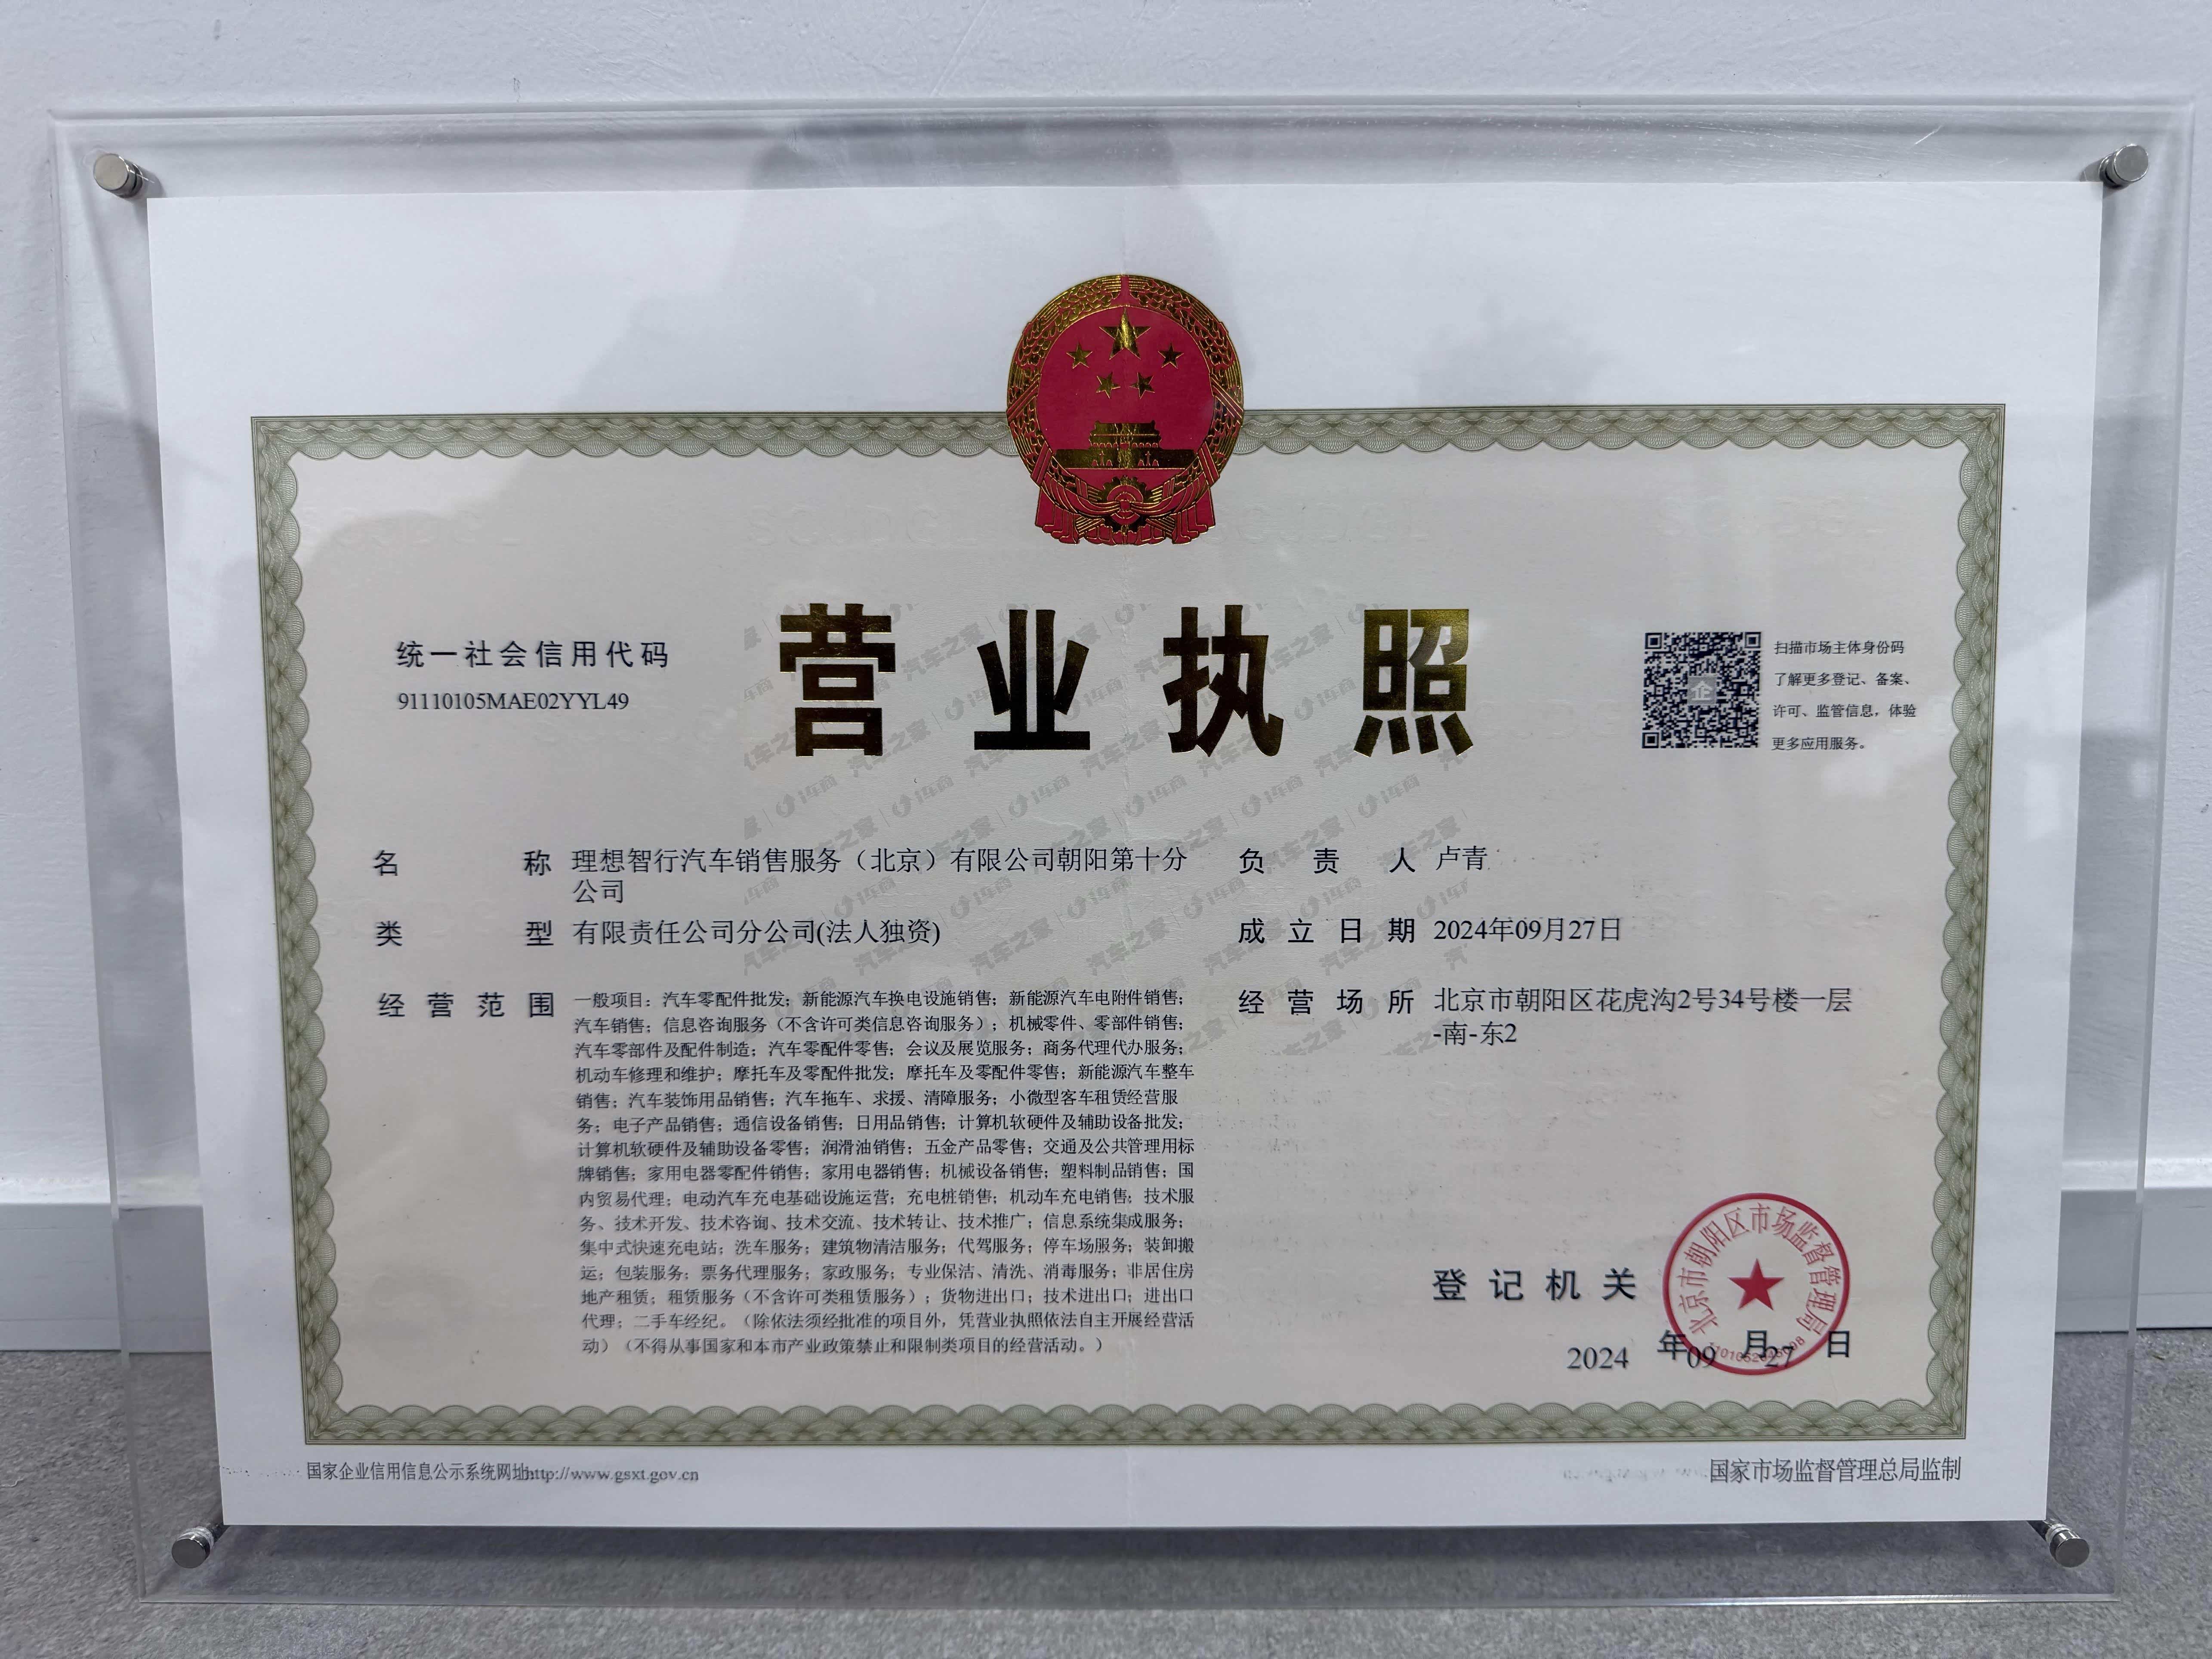 统一社会信用代码
91110105MAE02YYL49
营业执照
扫描市场主体身份码
了解更多登记、备案、
许可、监管信息，体验
更多应用服务。
名称 理想智行汽车销售服务（北京）有限公司朝阳第十分
公司
类型 有限责任公司分公司(法人独资)
经营范围 一般项目：汽车零配件批发；新能源汽车换电设施销售；新能源汽车电附件销售；
汽车销售；信息咨询服务（不含许可类信息咨询服务）；机械零件、零部件销售；
汽车零部件及配件制造；汽车零配件零售；会议及展览服务；商务代理代办服务；
机动车修理和维护；摩托车及零配件批发；摩托车及零配件零售；新能源汽车整车
销售；汽车装饰用品销售；汽车拖车、求援、清障服务；小微型客车租赁经营服
务；电子产品销售；通信设备销售；日用品销售；计算机软硬件及辅助设备批发；
计算机软硬件及辅助设备零售；润滑油销售；五金产品零售；交通及公共管理用标
牌销售；家用电器零配件销售；家用电器销售；机械设备销售；塑料制品销售；国
内贸易代理；电动汽车充电基础设施运营；充电桩销售；机动车充电销售；技术服
务、技术开发、技术咨询、技术交流、技术转让、技术推广；信息系统集成服务；
集中式快速充电站；洗车服务；建筑物清洁服务；代驾服务；停车场服务；装卸搬
运；包装服务；票务代理服务；家政服务；专业保洁、清洗、消毒服务；非居住房
地产租赁；租赁服务（不含许可类租赁服务）；货物进出口；技术进出口；进出口
代理；二手车经纪。（除依法须经批准的项目外，凭营业执照依法自主开展经营活
动）（不得从事国家和本市产业政策禁止和限制类项目的经营活动。）
负责人 卢青
成立日期 2024年09月27日
经营场所 北京市朝阳区花虎沟2号34号楼一层
-南-东2
登记机关
北京市朝阳区市场监督管理局
2024年09月27日
国家企业信用信息公示系统网址http://www.gsxt.gov.cn
国家市场监督管理总局监制
汽车之家